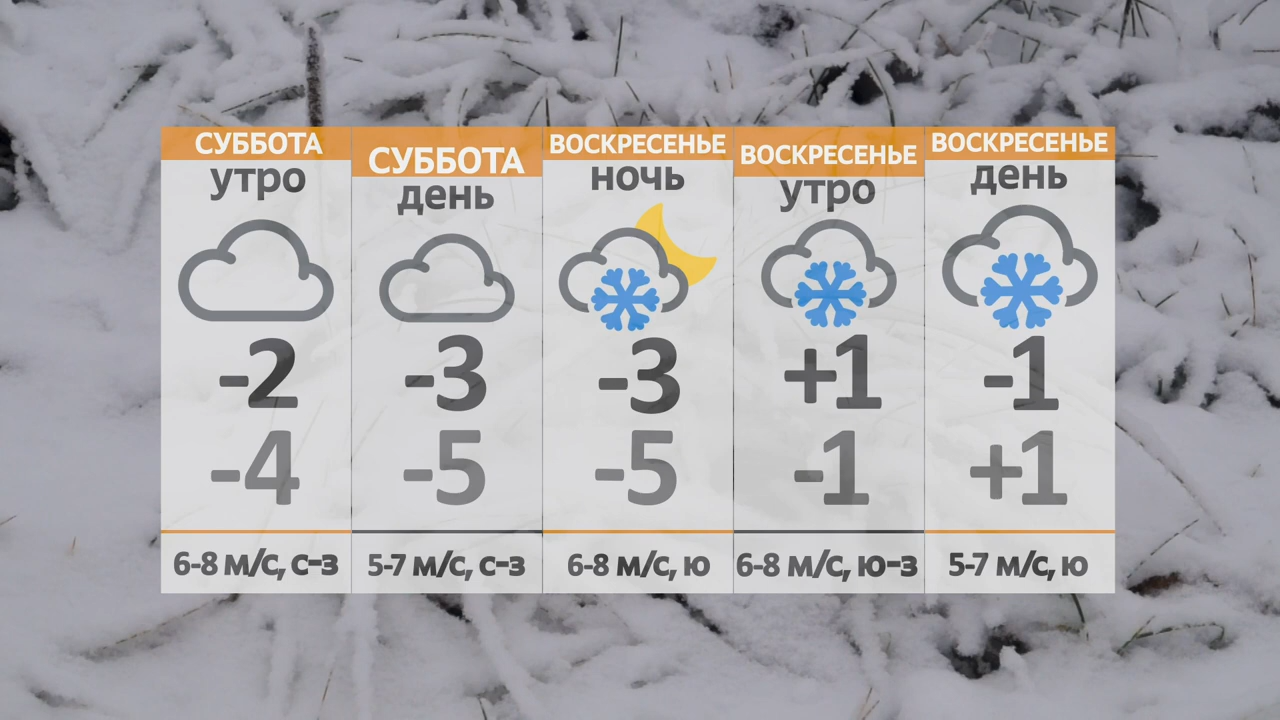 СУББОТА
утро
-2
-4
6-8 м/с, с-з
СУББОТА
день
-3
-5
5-7 м/с, с-з
ВОСКРЕСЕНЬЕ
ночь
-3
-5
6-8 м/с, ю
ВОСКРЕСЕНЬЕ
утро
+1
-1
6-8 м/с, ю-з
ВОСКРЕСЕНЬЕ
день
-1
+1
5-7 м/с, ю